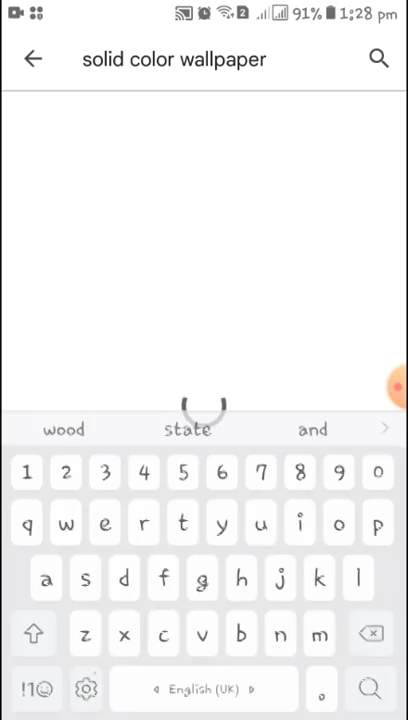 2 91% 1:28 pm
solid color wallpaper
wood state and
1 2 3 4 5 6 7 8 9 0
q w e r t y u i o p
a s d f g h j k l
z x c v b n m
!1☺ English (UK) .